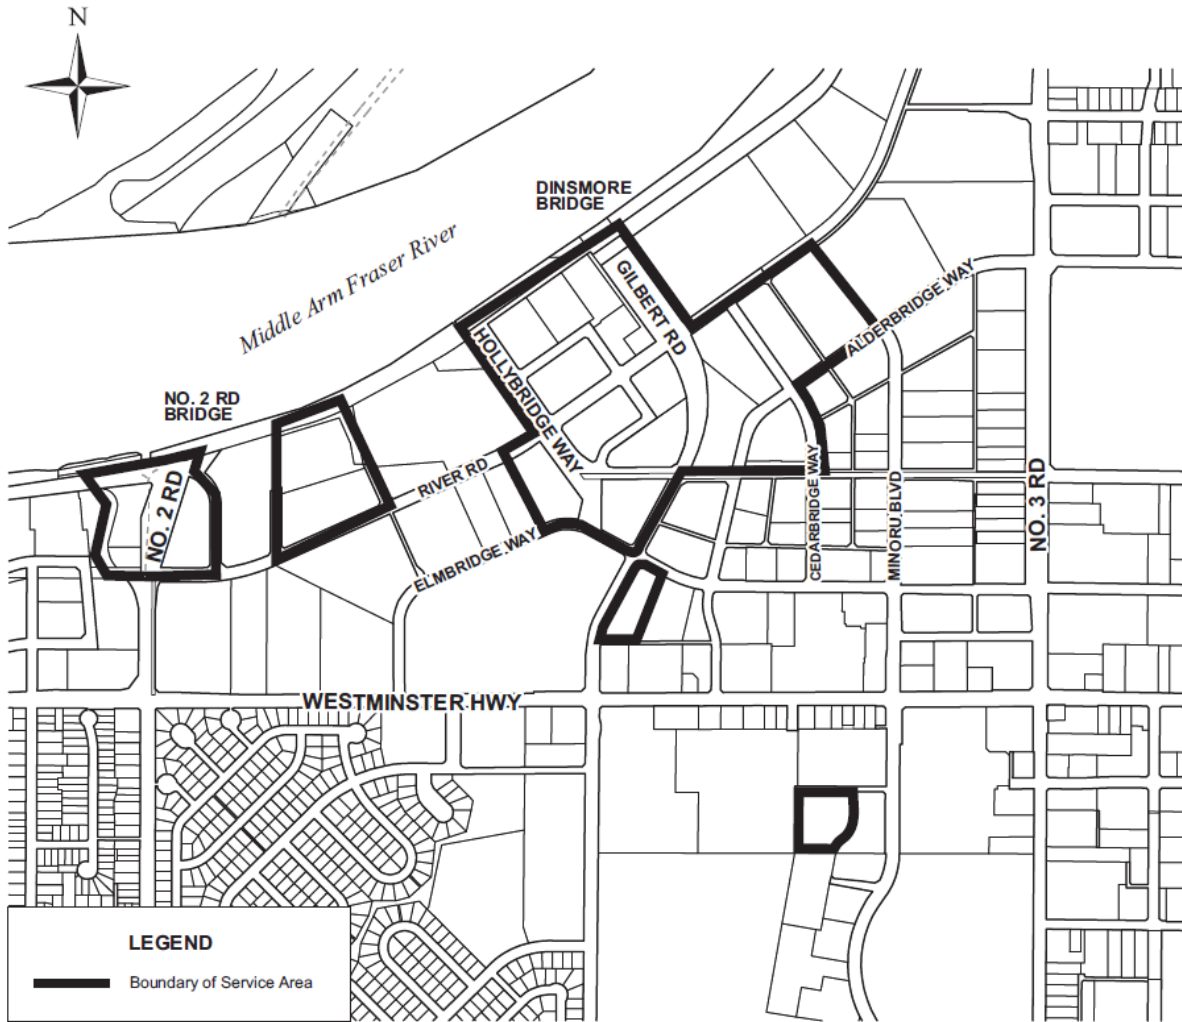 N
DINSMORE
BRIDGE
Middle Arm Fraser River
GILBERT RD
ALDERBRIDGE WAY
HOLLYBRIDGE WAY
NO. 2 RD
BRIDGE
RIVER RD
NO. 2 RD
ELMBRIDGE WAY
CEDARBRIDGE WAY
MINORU BLVD
NO. 3 RD
WESTMINSTER HWY
LEGEND
Boundary of Service Area